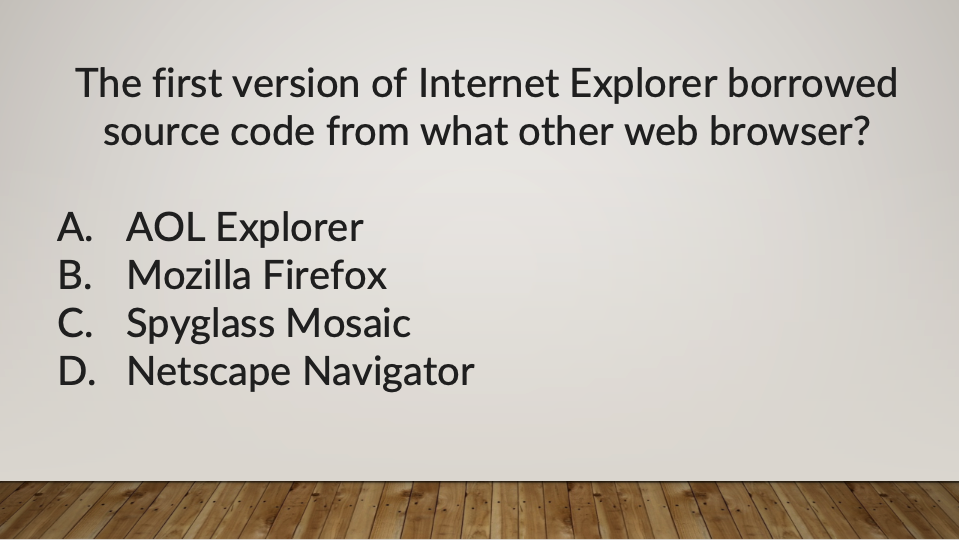 The first version of Internet Explorer borrowed
source code from what other web browser?
A. AOL Explorer
B. Mozilla Firefox
C. Spyglass Mosaic
D. Netscape Navigator